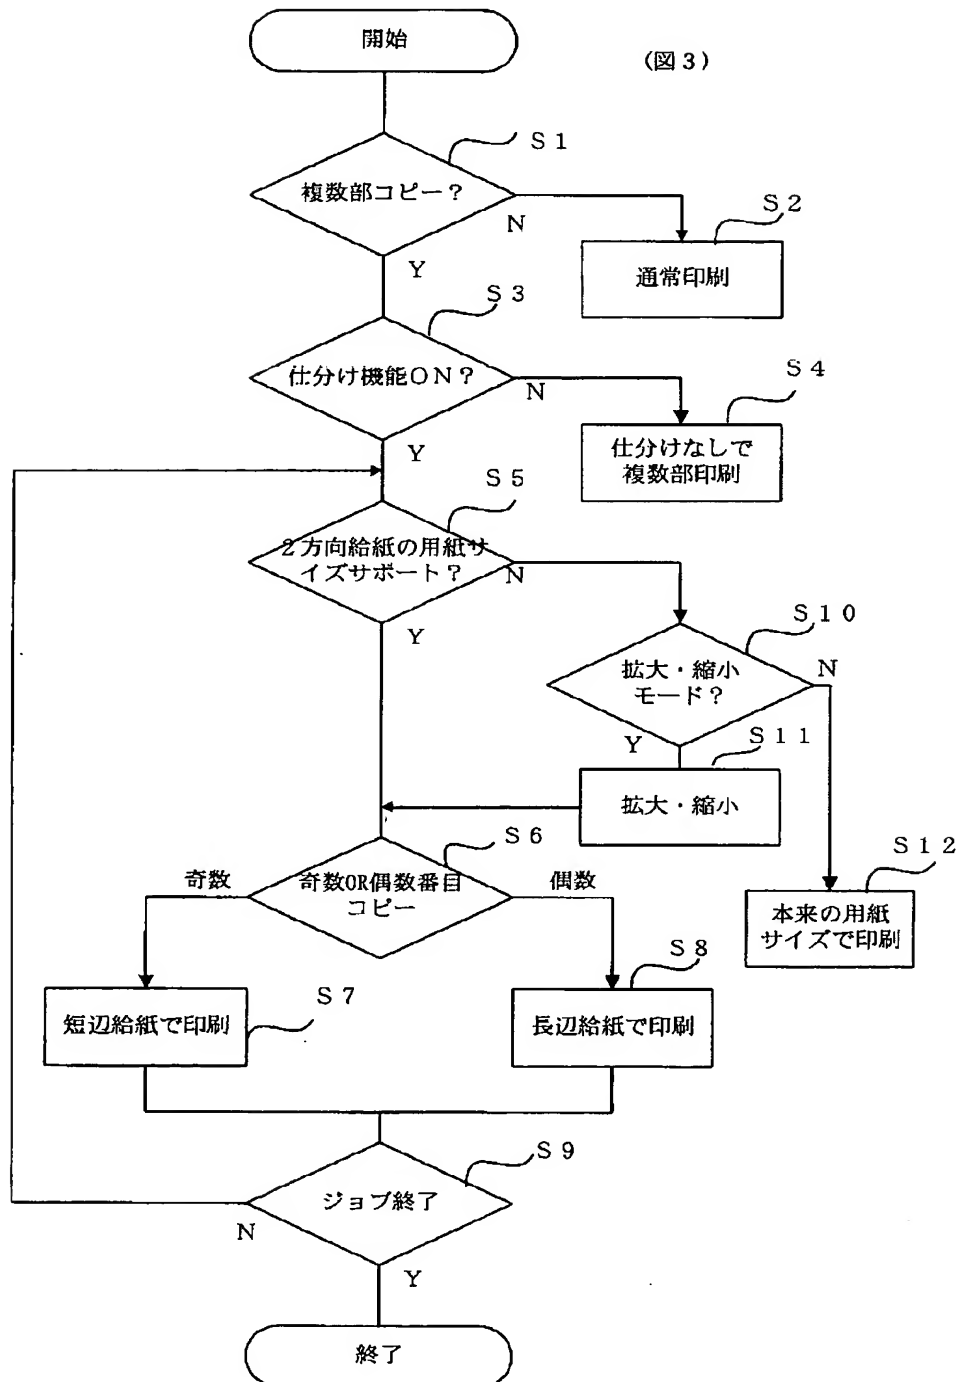 開始
(図3)
S1
複数部コピー?
N
S2
通常印刷
Y
S3
仕分け機能ON?
N
S4
仕分けなしで
複数部印刷
Y
S5
2方向給紙の用紙サ
イズサポート?
N
Y
S10
拡大・縮小
モード?
N
Y
S11
拡大・縮小
S6
奇数OR偶数番目
コピー
奇数
偶数
S12
本来の用紙
サイズで印刷
S7
短辺給紙で印刷
S8
長辺給紙で印刷
S9
ジョブ終了
N
Y
終了